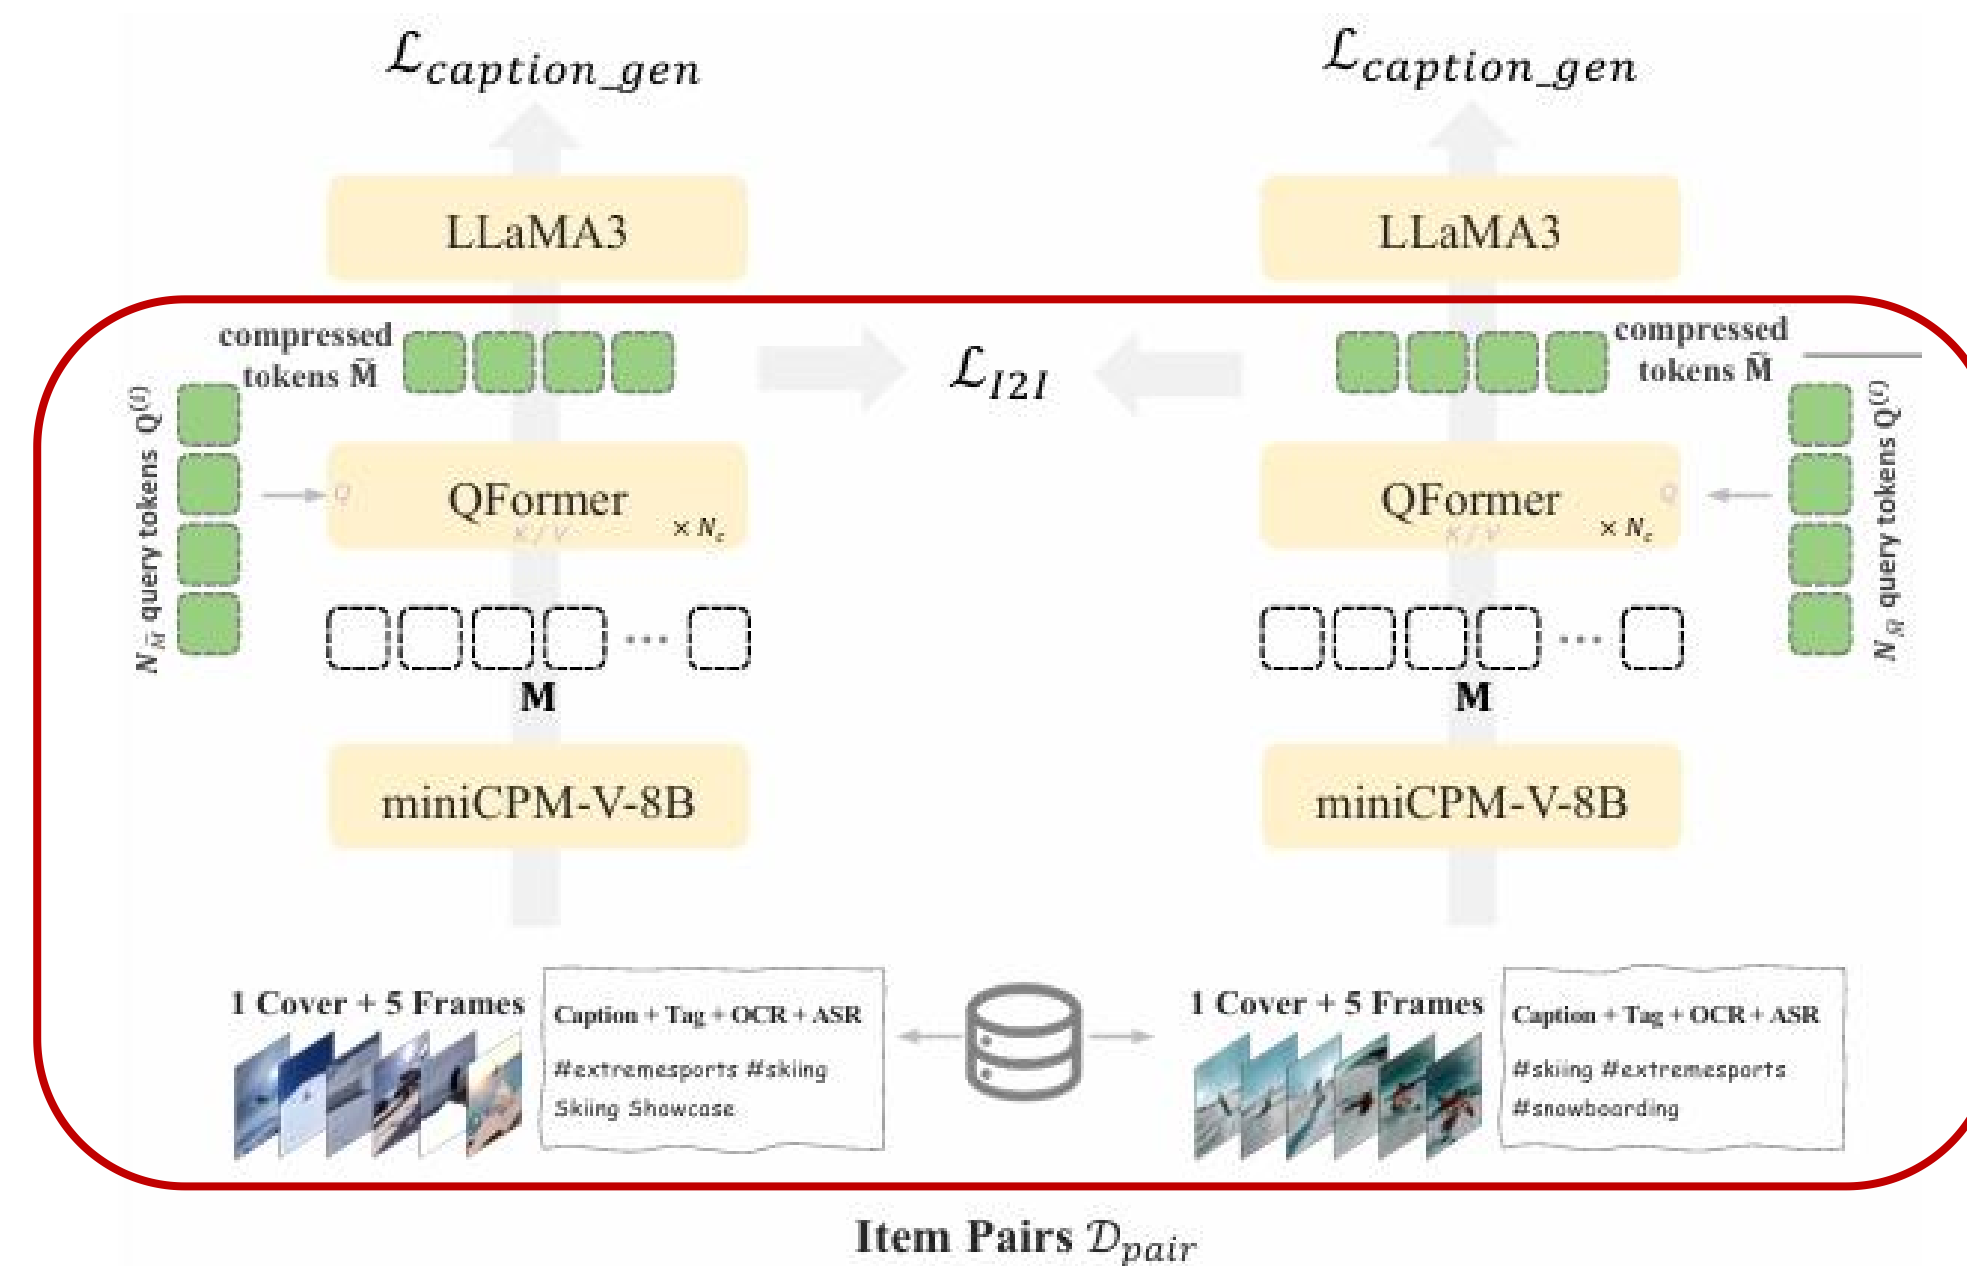 ℒcaption_gen
ℒcaption_gen
LLaMA3
LLaMA3
compressed
tokens M̃
ℒI2I
compressed
tokens M̃
N_M̃ query tokens Q⁽ⁱ⁾
Q
QFormer
K / V
× Nc
QFormer
Q
K / V
× Nc
N_M̃ query tokens Q⁽ⁱ⁾
...
M
...
M
miniCPM-V-8B
miniCPM-V-8B
1 Cover + 5 Frames
Caption + Tag + OCR + ASR
#extremesports #skiing
Skiing Showcase
1 Cover + 5 Frames
Caption + Tag + OCR + ASR
#skiing #extremesports
#snowboarding
Item Pairs 𝒟pair